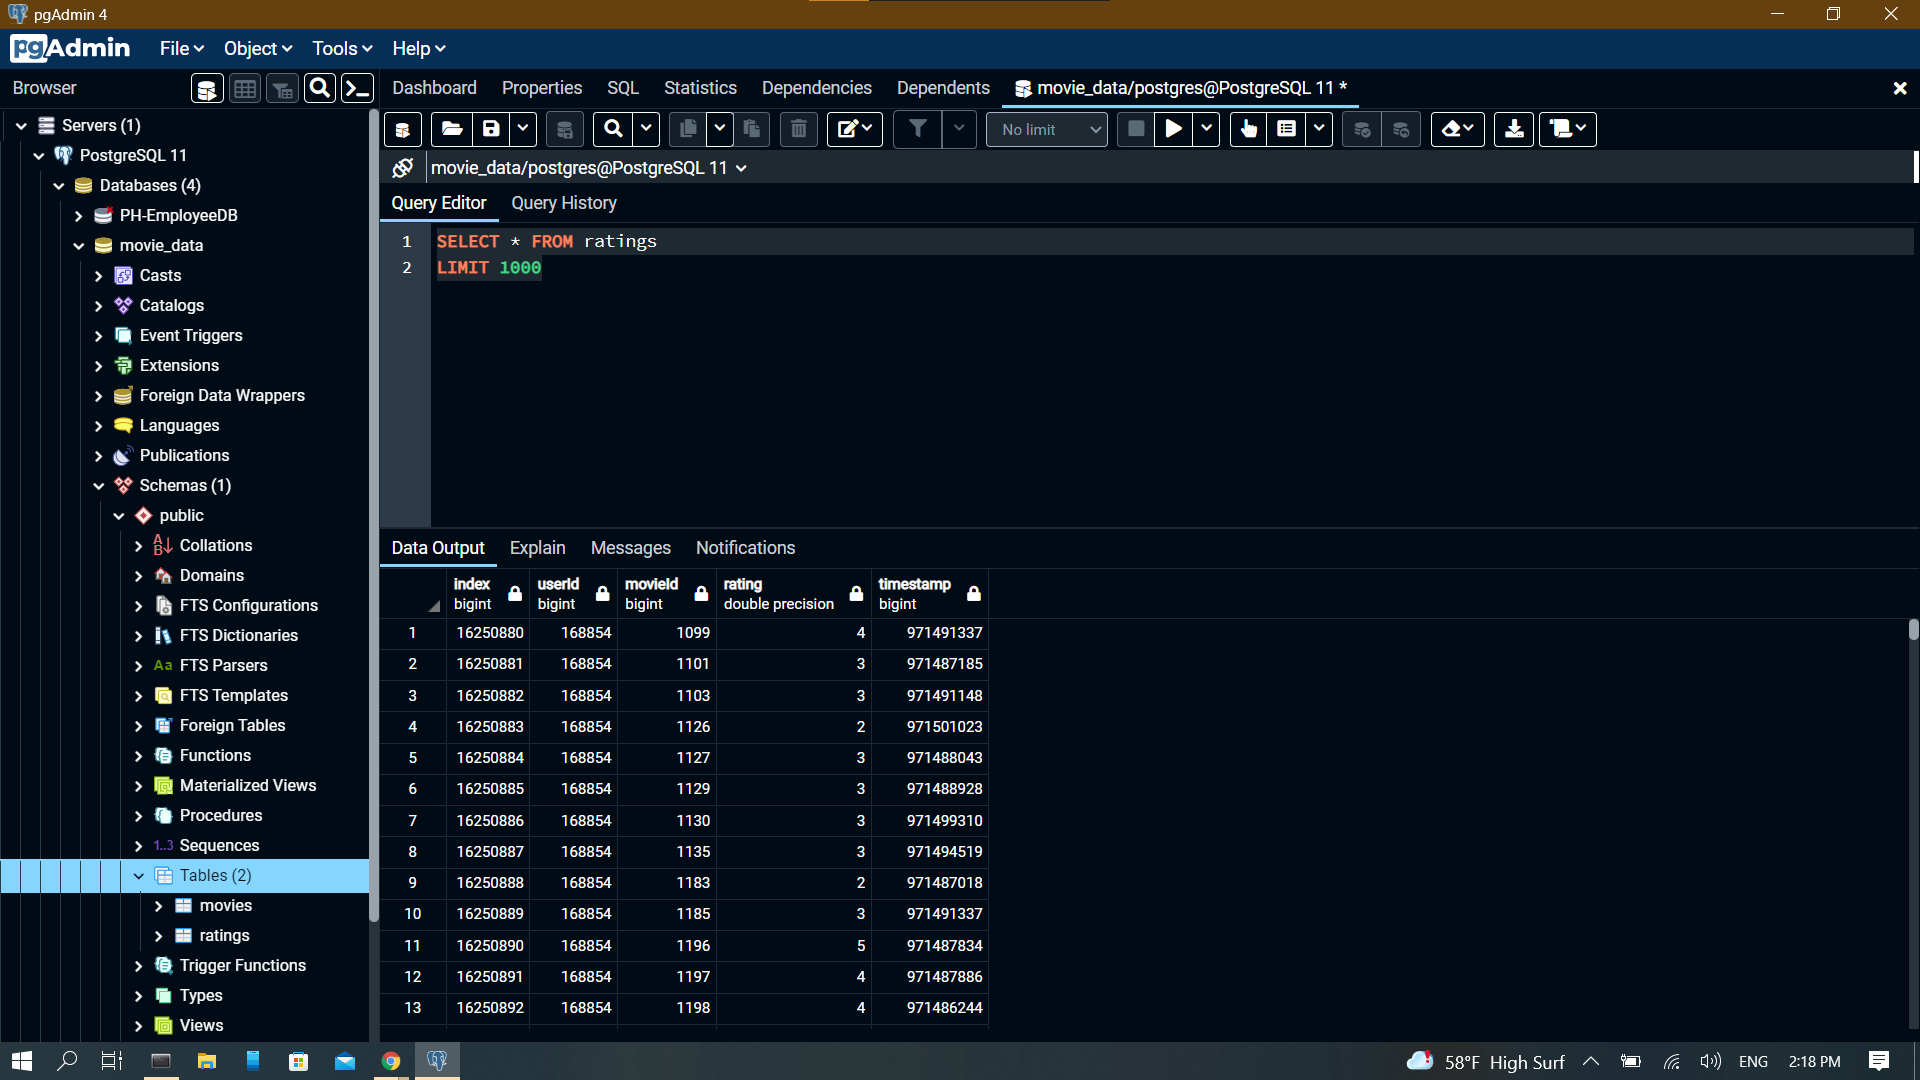 pgAdmin 4
pgAdmin File Object Tools Help
Browser
Dashboard Properties SQL Statistics Dependencies Dependents movie_data/postgres@PostgreSQL 11 *
No limit
movie_data/postgres@PostgreSQL 11
Query Editor Query History
1 SELECT * FROM ratings
2 LIMIT 1000
Servers (1)
PostgreSQL 11
Databases (4)
PH-EmployeeDB
movie_data
Casts
Catalogs
Event Triggers
Extensions
Foreign Data Wrappers
Languages
Publications
Schemas (1)
public
Collations
Domains
FTS Configurations
FTS Dictionaries
Aa FTS Parsers
FTS Templates
Foreign Tables
Functions
Materialized Views
Procedures
1..3 Sequences
Tables (2)
movies
ratings
Trigger Functions
Types
Views
Data Output Explain Messages Notifications
index userId movieId rating timestamp
bigint bigint bigint double precision bigint
1 16250880 168854 1099 4 971491337
2 16250881 168854 1101 3 971487185
3 16250882 168854 1103 3 971491148
4 16250883 168854 1126 2 971501023
5 16250884 168854 1127 3 971488043
6 16250885 168854 1129 3 971488928
7 16250886 168854 1130 3 971499310
8 16250887 168854 1135 3 971494519
9 16250888 168854 1183 2 971487018
10 16250889 168854 1185 3 971491337
11 16250890 168854 1196 5 971487834
12 16250891 168854 1197 4 971487886
13 16250892 168854 1198 4 971486244
58°F High Surf ENG 2:18 PM